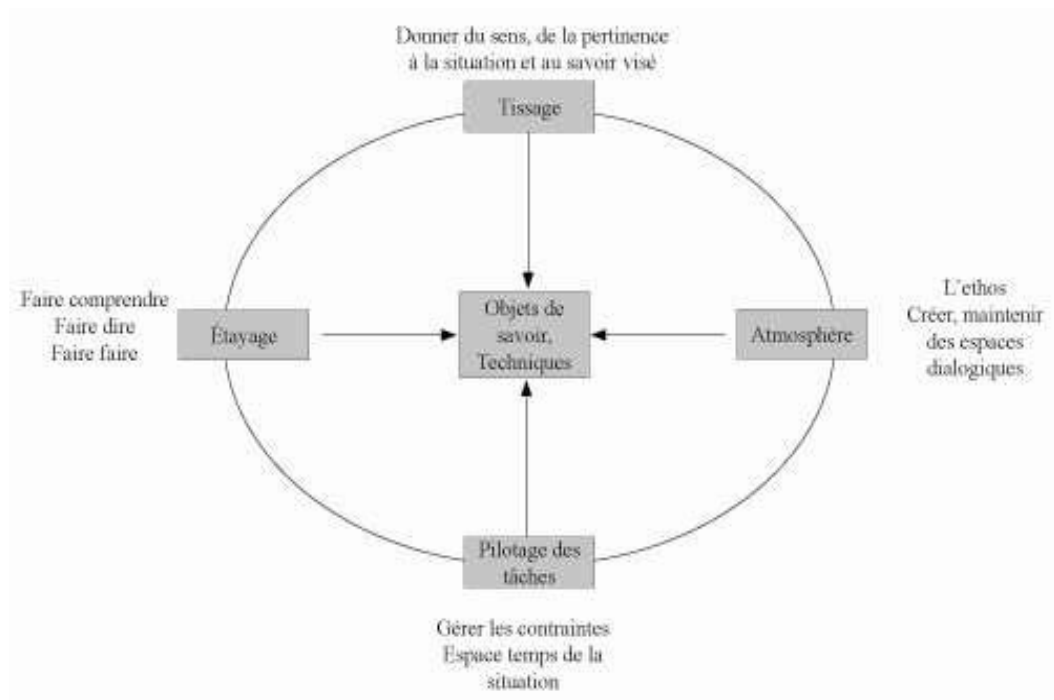 Donner du sens, de la pertinence
à la situation et au savoir visé
Tissage
Faire comprendre
Faire dire
Faire faire
Étayage
Objets de
savoir,
Techniques
Atmosphère
L'ethos
Créer, maintenir
des espaces
dialogiques
Pilotage des
tâches
Gérer les contraintes
Espace temps de la
situation